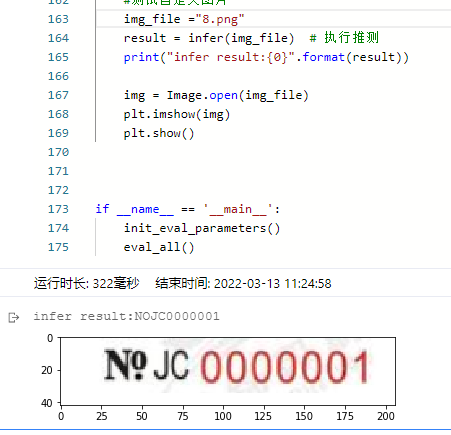 162 #测试自定义图片
163 img_file ="8.png"
164 result = infer(img_file) # 执行推测
165 print("infer result:{0}".format(result))
166
167 img = Image.open(img_file)
168 plt.imshow(img)
169 plt.show()
170
171
172
173 if __name__ == '__main__':
174 init_eval_parameters()
175 eval_all()
运行时长: 322毫秒 结束时间: 2022-03-13 11:24:58
infer result:NOJC0000001
0
20
40
№ JC 0000001
0 25 50 75 100 125 150 175 200